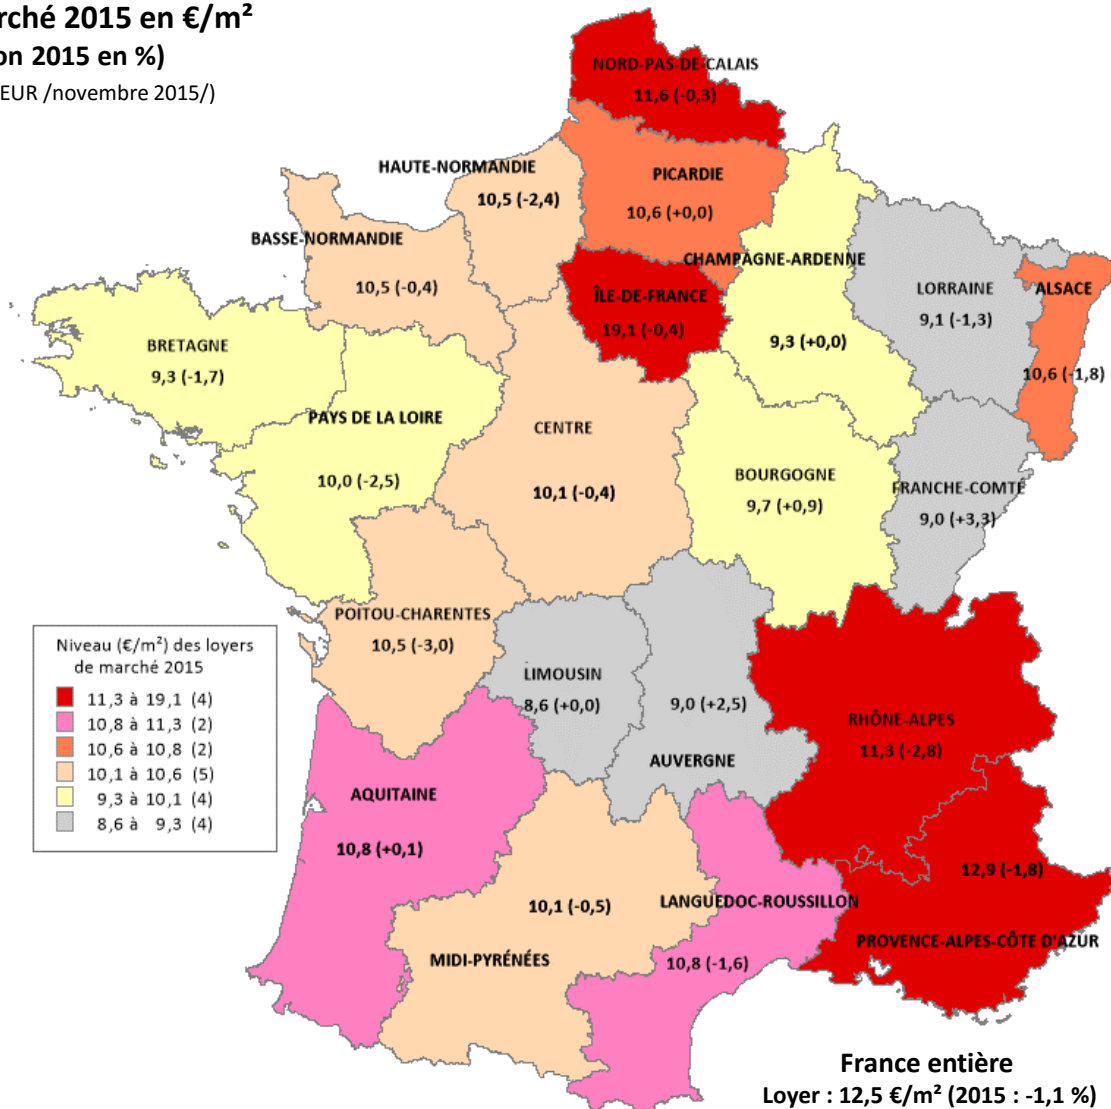 rché 2015 en €/m²
on 2015 en %)
EUR /novembre 2015/)
NORD-PAS-DE-CALAIS
11,6 (-0,3)
HAUTE-NORMANDIE
10,5 (-2,4)
PICARDIE
10,6 (+0,0)
BASSE-NORMANDIE
10,5 (-0,4)
CHAMPAGNE-ARDENNE
9,3 (+0,0)
ÎLE-DE-FRANCE
19,1 (-0,4)
LORRAINE
9,1 (-1,3)
ALSACE
10,6 (-1,8)
BRETAGNE
9,3 (-1,7)
PAYS DE LA LOIRE
10,0 (-2,5)
CENTRE
10,1 (-0,4)
BOURGOGNE
9,7 (+0,9)
FRANCHE-COMTÉ
9,0 (+3,3)
POITOU-CHARENTES
10,5 (-3,0)
LIMOUSIN
8,6 (+0,0)
9,0 (+2,5)
AUVERGNE
RHÔNE-ALPES
11,3 (-2,8)
AQUITAINE
10,8 (+0,1)
10,1 (-0,5)
MIDI-PYRÉNÉES
LANGUEDOC-ROUSSILLON
10,8 (-1,6)
12,9 (-1,8)
PROVENCE-ALPES-CÔTE D'AZUR
Niveau (€/m²) des loyers
de marché 2015
11,3 à 19,1 (4)
10,8 à 11,3 (2)
10,6 à 10,8 (2)
10,1 à 10,6 (5)
9,3 à 10,1 (4)
8,6 à 9,3 (4)
France entière
Loyer : 12,5 €/m² (2015 : -1,1 %)